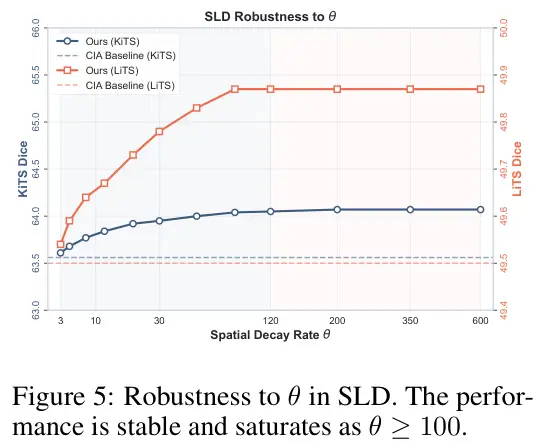 SLD Robustness to θ
66.0
65.5
65.0
64.5
64.0
63.5
63.0
KiTS Dice
Ours (KiTS)
CIA Baseline (KiTS)
Ours (LiTS)
CIA Baseline (LiTS)
50.0
49.9
49.8
49.7
49.6
49.5
49.4
LiTS Dice
3 10 30 120 200 350 600
Spatial Decay Rate θ
Figure 5: Robustness to θ in SLD. The perfor-
mance is stable and saturates as θ ≥ 100.